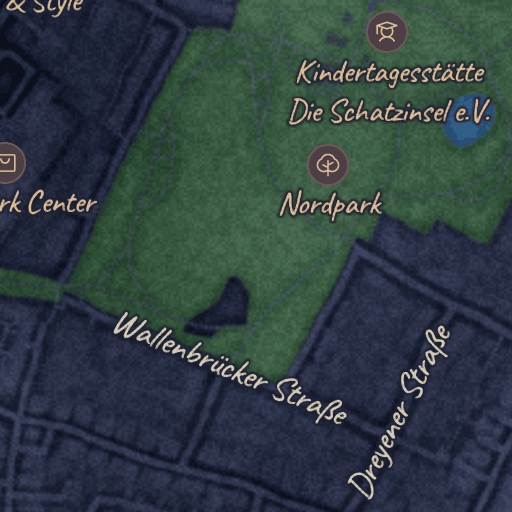 & Style
Kindertagesstätte
Die Schatzinsel e.V.
rk Center
Nordpark
Wallenbrücker Straße
Dreyener Straße